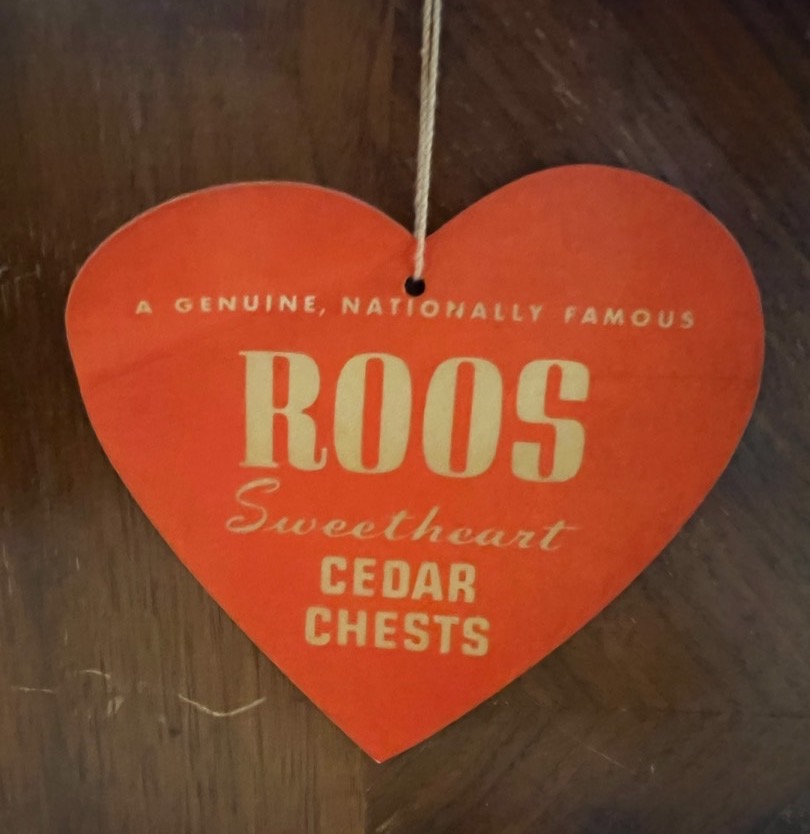 A GENUINE, NATIONALLY FAMOUS
ROOS
Sweetheart
CEDAR
CHESTS